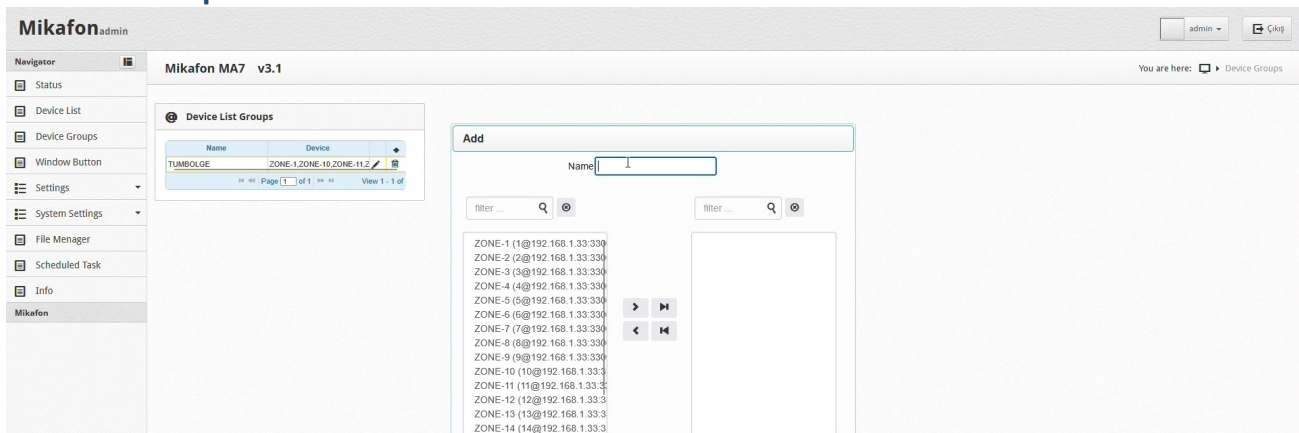 Mikafonadmin
admin
Çıkış
Navigator
Status
Device List
Device Groups
Window Button
Settings
System Settings
File Menager
Scheduled Task
Info
Mikafon
Mikafon MA7 v3.1
You are here: Device Groups
@ Device List Groups
Name Device
TUMBOLGE ZONE-1,ZONE-10,ZONE-11,Z
Page 1 of 1 View 1 - 1 of
Add
Name
filter ...
filter ...
ZONE-1 (1@192.168.1.33:330
ZONE-2 (2@192.168.1.33:330
ZONE-3 (3@192.168.1.33:330
ZONE-4 (4@192.168.1.33:330
ZONE-5 (5@192.168.1.33:330
ZONE-6 (6@192.168.1.33:330
ZONE-7 (7@192.168.1.33:330
ZONE-8 (8@192.168.1.33:330
ZONE-9 (9@192.168.1.33:330
ZONE-10 (10@192.168.1.33:3
ZONE-11 (11@192.168.1.33:33
ZONE-12 (12@192.168.1.33:3
ZONE-13 (13@192.168.1.33:3
ZONE-14 (14@192.168.1.33:3